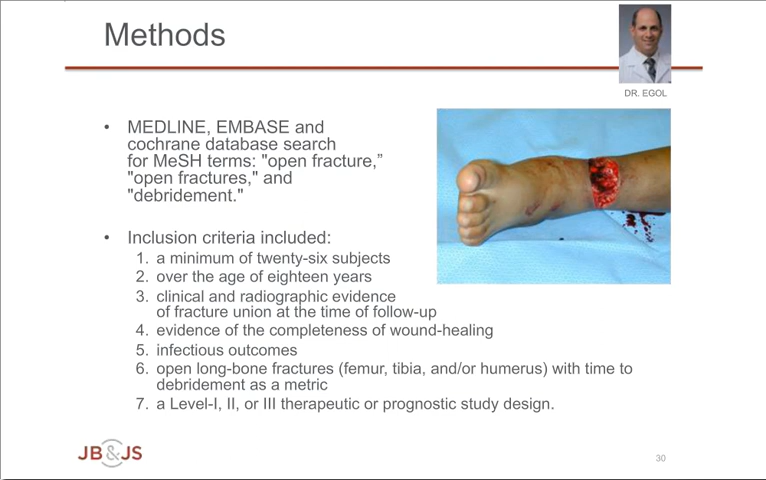 Methods
DR. EGOL
• MEDLINE, EMBASE and
cochrane database search
for MeSH terms: "open fracture,”
"open fractures," and
"debridement."
• Inclusion criteria included:
1. a minimum of twenty-six subjects
2. over the age of eighteen years
3. clinical and radiographic evidence
of fracture union at the time of follow-up
4. evidence of the completeness of wound-healing
5. infectious outcomes
6. open long-bone fractures (femur, tibia, and/or humerus) with time to
debridement as a metric
7. a Level-I, II, or III therapeutic or prognostic study design.
JB&JS
30